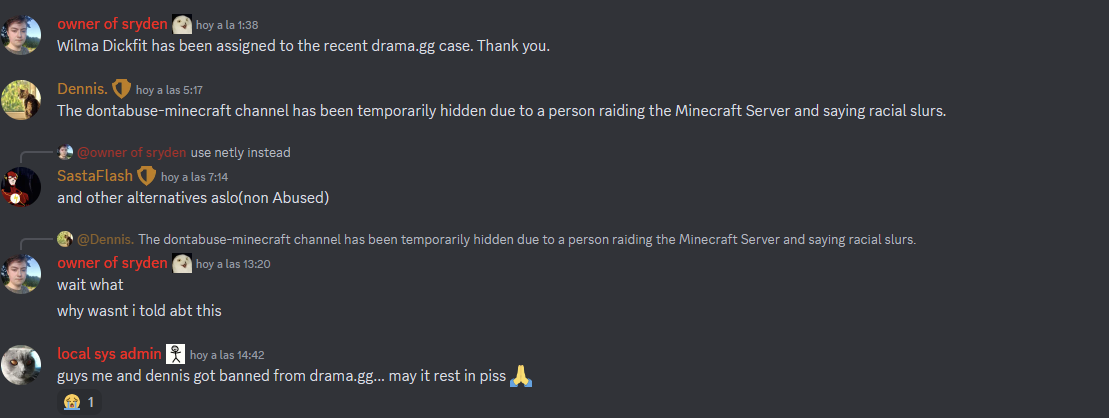 owner of sryden hoy a la 1:38
Wilma Dickfit has been assigned to the recent drama.gg case. Thank you.
Dennis. hoy a las 5:17
The dontabuse-minecraft channel has been temporarily hidden due to a person raiding the Minecraft Server and saying racial slurs.
@owner of sryden use netly instead
SastaFlash hoy a las 7:14
and other alternatives aslo(non Abused)
@Dennis. The dontabuse-minecraft channel has been temporarily hidden due to a person raiding the Minecraft Server and saying racial slurs.
owner of sryden hoy a las 13:20
wait what
why wasnt i told abt this
local sys admin hoy a las 14:42
guys me and dennis got banned from drama.gg... may it rest in piss 🙏
😭 1